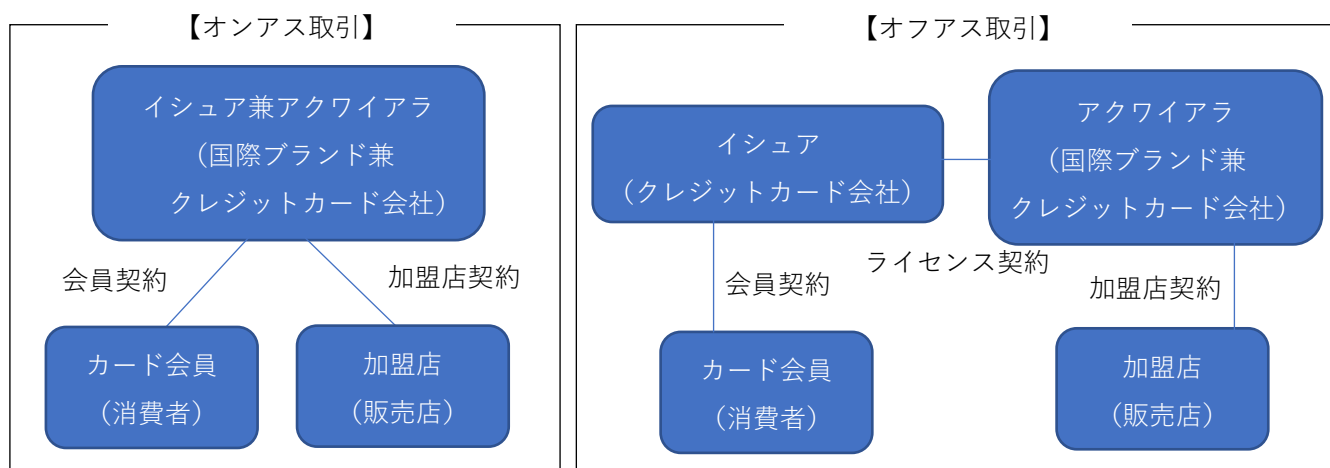 【オンアス取引】
イシュア兼アクワイアラ
（国際ブランド兼
クレジットカード会社）
会員契約
加盟店契約
カード会員
（消費者）
加盟店
（販売店）
【オフアス取引】
イシュア
（クレジットカード会社）
アクワイアラ
（国際ブランド兼
クレジットカード会社）
ライセンス契約
会員契約
加盟店契約
カード会員
（消費者）
加盟店
（販売店）